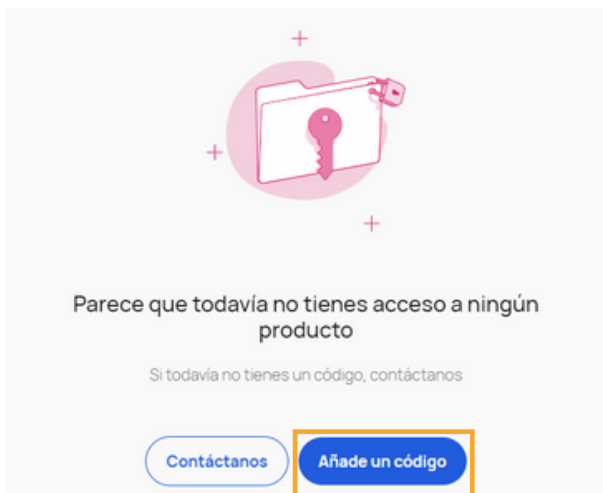 Parece que todavía no tienes acceso a ningún
producto
Si todavía no tienes un código, contáctanos
Contáctanos
Añade un código